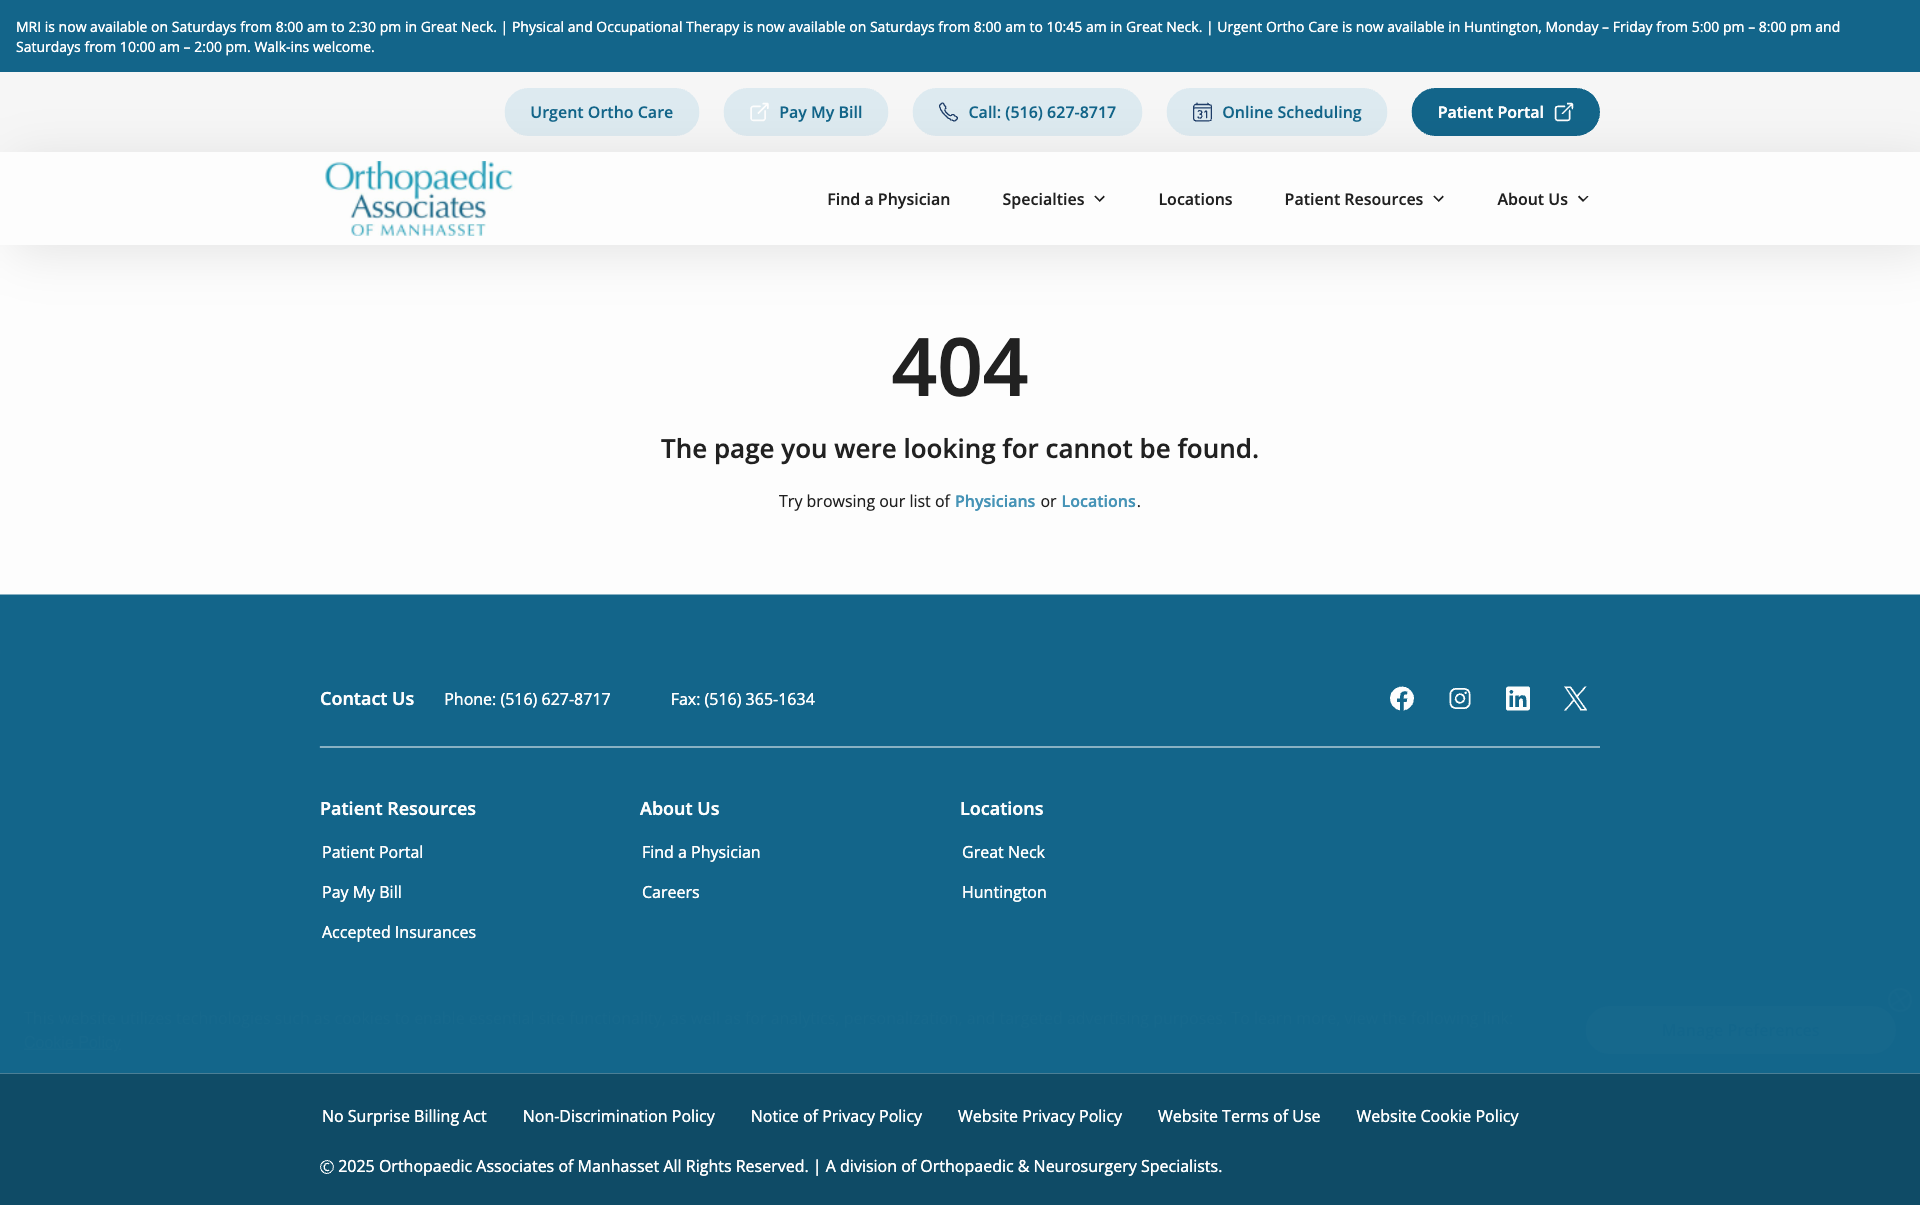 MRI is now available on Saturdays from 8:00 am to 2:30 pm in Great Neck. | Physical and Occupational Therapy is now available on Saturdays from 8:00 am to 10:45 am in Great Neck. | Urgent Ortho Care is now available in Huntington, Monday – Friday from 5:00 pm – 8:00 pm and
Saturdays from 10:00 am – 2:00 pm. Walk-ins welcome.
Urgent Ortho Care
Pay My Bill
Call: (516) 627-8717
31
Online Scheduling
Patient Portal
Orthopaedic
Associates
OF MANHASSET
Find a Physician
Specialties
Locations
Patient Resources
About Us
404
The page you were looking for cannot be found.
Try browsing our list of Physicians or Locations.
Contact Us
Phone: (516) 627-8717
Fax: (516) 365-1634
Patient Resources
Patient Portal
Pay My Bill
Accepted Insurances
About Us
Find a Physician
Careers
Locations
Great Neck
Huntington
No Surprise Billing Act
Non-Discrimination Policy
Notice of Privacy Policy
Website Privacy Policy
Website Terms of Use
Website Cookie Policy
© 2025 Orthopaedic Associates of Manhasset All Rights Reserved. | A division of Orthopaedic & Neurosurgery Specialists.